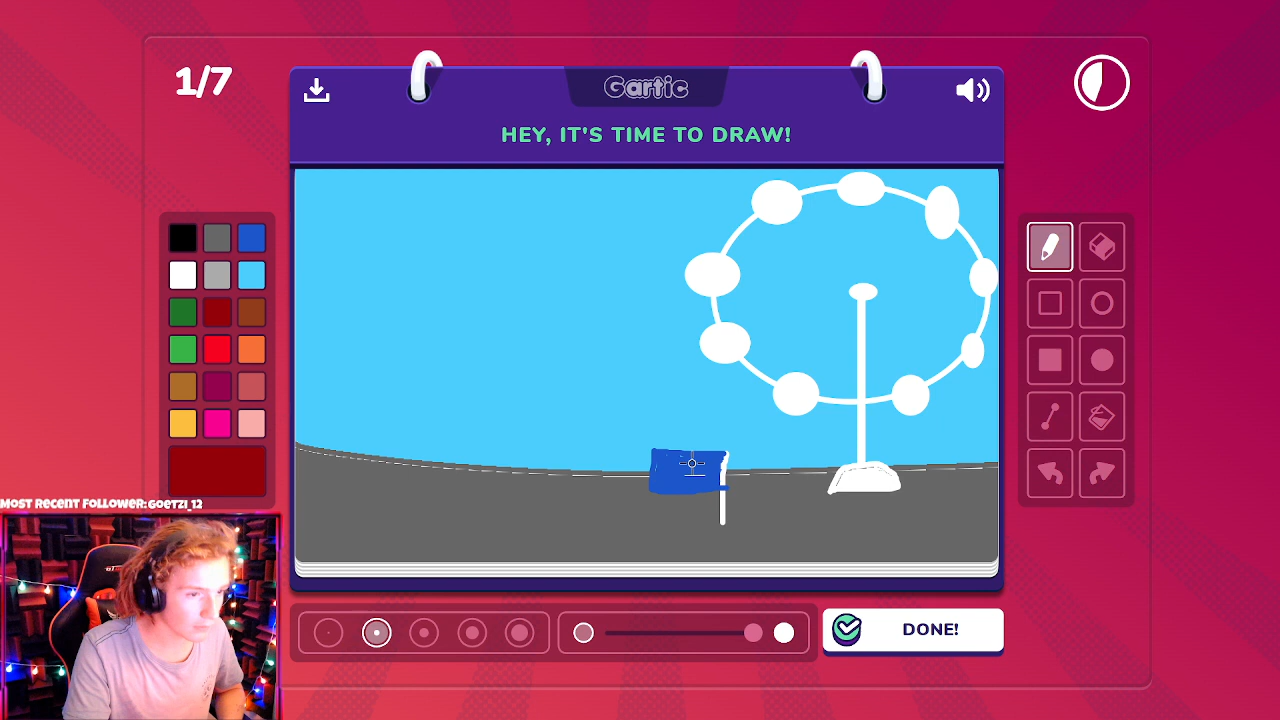 1/7
Gartic
HEY, IT'S TIME TO DRAW!
MOST RECENT FOLLOWER: GOETZI_12
DONE!